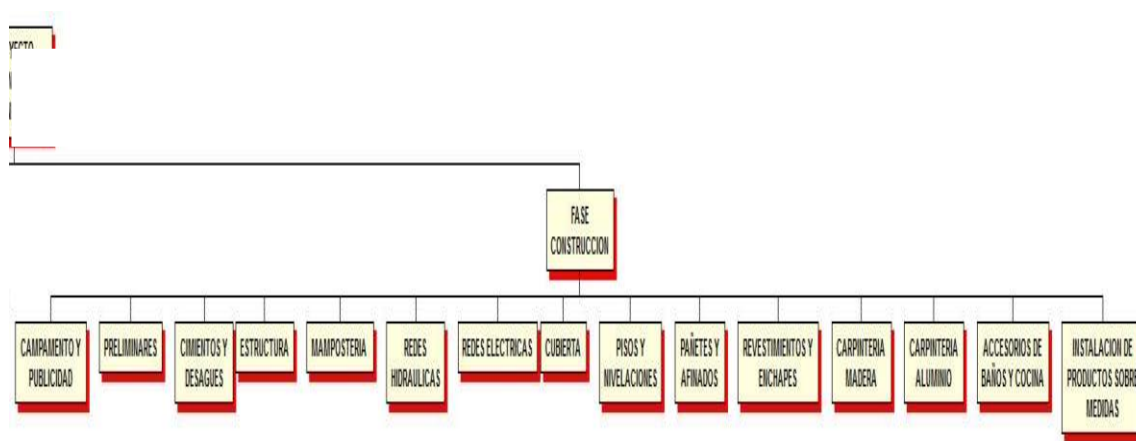 FASE
CONSTRUCCION
CAMPAMENTO Y
PUBLICIDAD
PRELIMINARES
CIMIENTOS Y
DESAGUES
ESTRUCTURA
MAMPOSTERIA
REDES
HIDRAULICAS
REDES ELECTRICAS
CUBIERTA
PISOS Y
NIVELACIONES
PAÑETES Y
AFINADOS
REVESTIMIENTOS Y
ENCHAPES
CARPINTERIA
MADERA
CARPINTERIA
ALUMINIO
ACCESORIOS DE
BAÑOS Y COCINA
INSTALACION DE
PRODUCTOS SOBRE
MEDIDAS